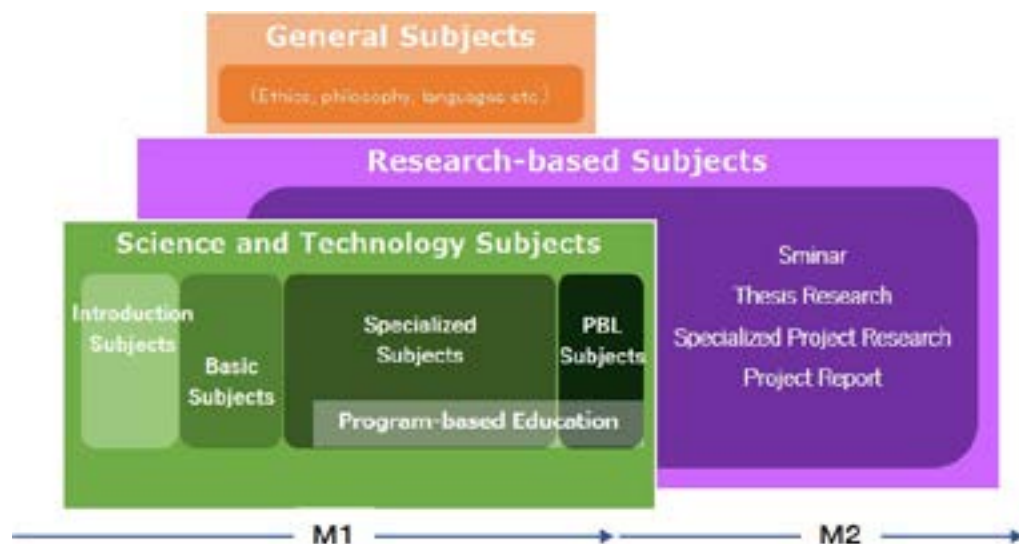 General Subjects
(Ethics, philosophy, languages etc.)
Research-based Subjects
Science and Technology Subjects
Introduction
Subjects
Basic
Subjects
Specialized
Subjects
PBL
Subjects
Program-based Education
Sminar
Thesis Research
Specialized Project Research
Project Report
M1
M2